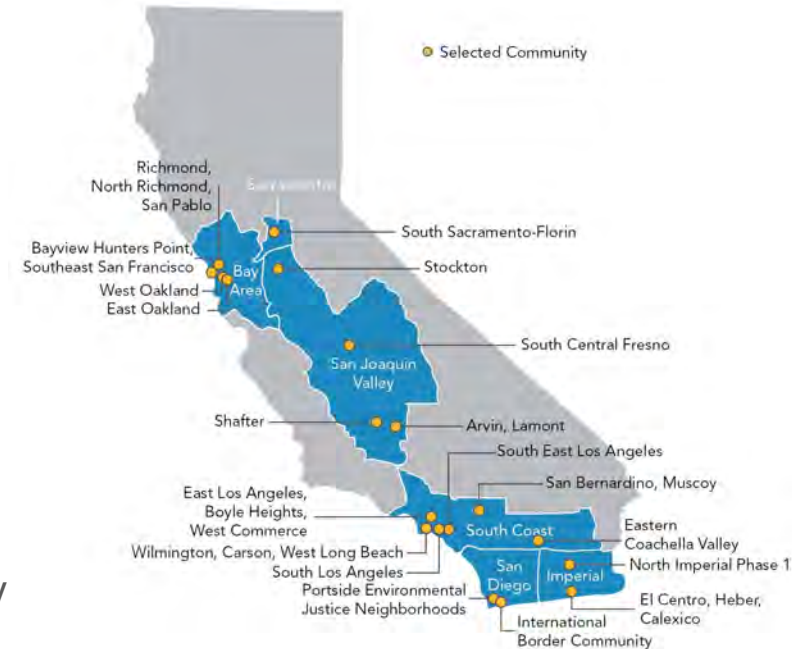 Selected Community
Richmond,
North Richmond,
San Pablo
Sacramento
South Sacramento-Florin
Bayview Hunters Point,
Southeast San Francisco
Bay
Area
Stockton
West Oakland
East Oakland
South Central Fresno
San Joaquin
Valley
Shafter
Arvin, Lamont
South East Los Angeles
San Bernardino, Muscoy
East Los Angeles,
Boyle Heights,
West Commerce
South Coast
Eastern
Coachella Valley
Wilmington, Carson, West Long Beach
South Los Angeles
San
Diego
Imperial
North Imperial Phase 1
Portside Environmental
Justice Neighborhoods
El Centro, Heber,
Calexico
International
Border Community
y